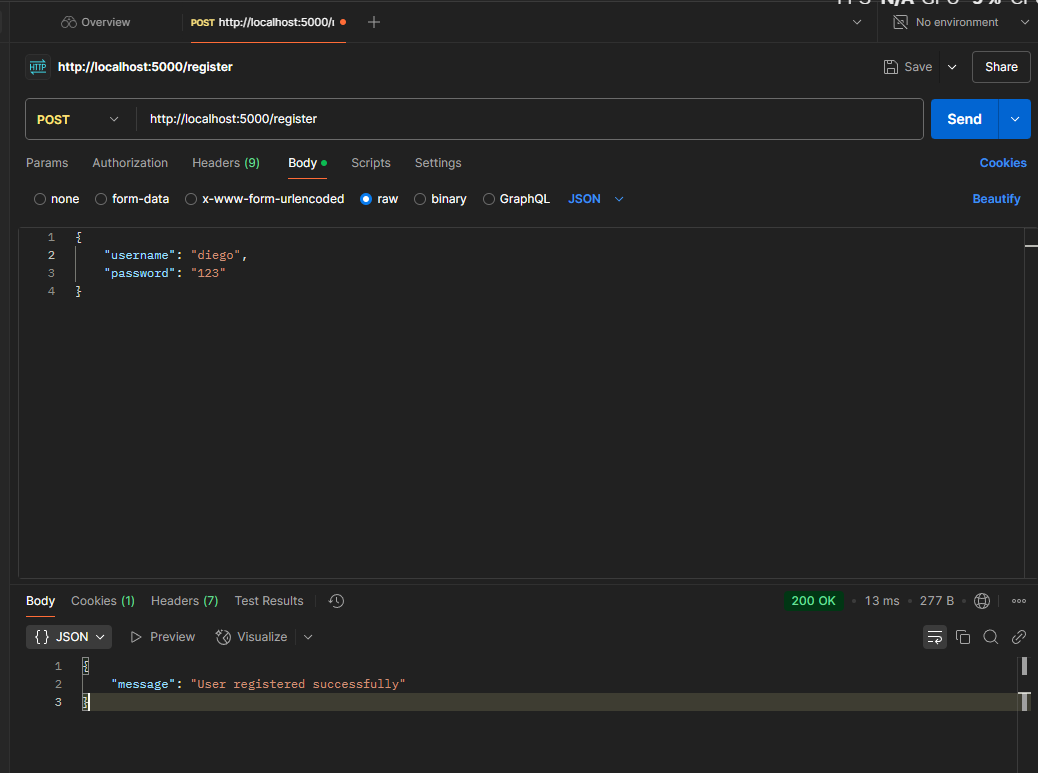 N/A 9%
Overview POST http://localhost:5000/r No environment
HTTP http://localhost:5000/register Save Share
POST http://localhost:5000/register Send
Params Authorization Headers (9) Body Scripts Settings Cookies
none form-data x-www-form-urlencoded raw binary GraphQL JSON Beautify
1 {
2 "username": "diego",
3 "password": "123"
4 }
Body Cookies (1) Headers (7) Test Results 200 OK 13 ms 277 B
{} JSON Preview Visualize
1 {
2 "message": "User registered successfully"
3 }